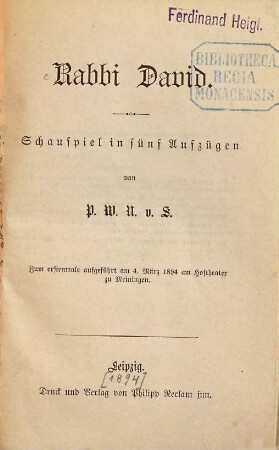 Ferdinand Heigl.
BIBLIOTHECA
REGIA
MONACENSIS
Rabbi David.
Schauspiel in fünf Aufzügen
von
P. W. U. v. S.
Zum erstenmale aufgeführt am 4. März 1894 am Hoftheater
zu Meiningen.
Leipzig.
[1894]
Druck und Verlag von Philipp Reclam jun.